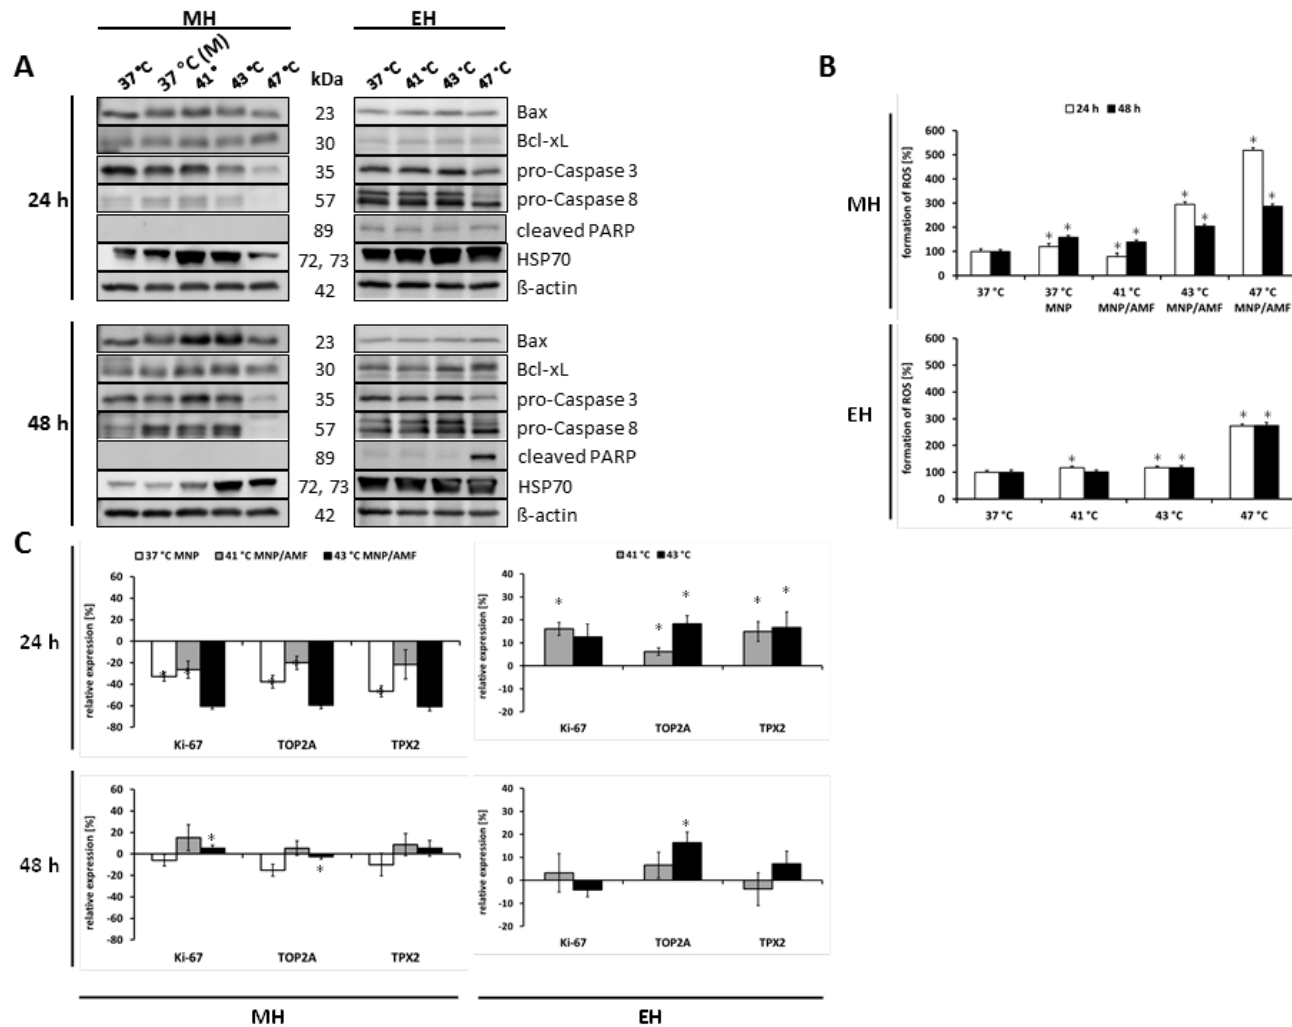 MH
EH
A
37 °C
37 °C (M)
41°
43 °C
47 °C
kDa
37 °C
41 °C
43 °C
47 °C
24 h
23
Bax
30
Bcl-xL
35
pro-Caspase 3
57
pro-Caspase 8
89
cleaved PARP
72, 73
HSP70
42
ß-actin
48 h
23
Bax
30
Bcl-xL
35
pro-Caspase 3
57
pro-Caspase 8
89
cleaved PARP
72, 73
HSP70
42
ß-actin
B
24 h
48 h
MH
formation of ROS [%]
600
500
400
300
200
100
0
* * * * * * * *
37 °C
37 °C
MNP
41 °C
MNP/AMF
43 °C
MNP/AMF
47 °C
MNP/AMF
EH
formation of ROS [%]
600
500
400
300
200
100
0
* * * * *
37 °C
41 °C
43 °C
47 °C
C
24 h
37 °C MNP
41 °C MNP/AMF
43 °C MNP/AMF
relative expression [%]
60
40
20
0
-20
-40
-60
-80
Ki-67
TOP2A
TPX2
41 °C
43 °C
relative expression [%]
40
30
20
10
0
-10
-20
* * * * *
Ki-67
TOP2A
TPX2
48 h
relative expression [%]
60
40
20
0
-20
-40
-60
-80
* *
Ki-67
TOP2A
TPX2
relative expression [%]
40
30
20
10
0
-10
-20
*
Ki-67
TOP2A
TPX2
MH
EH